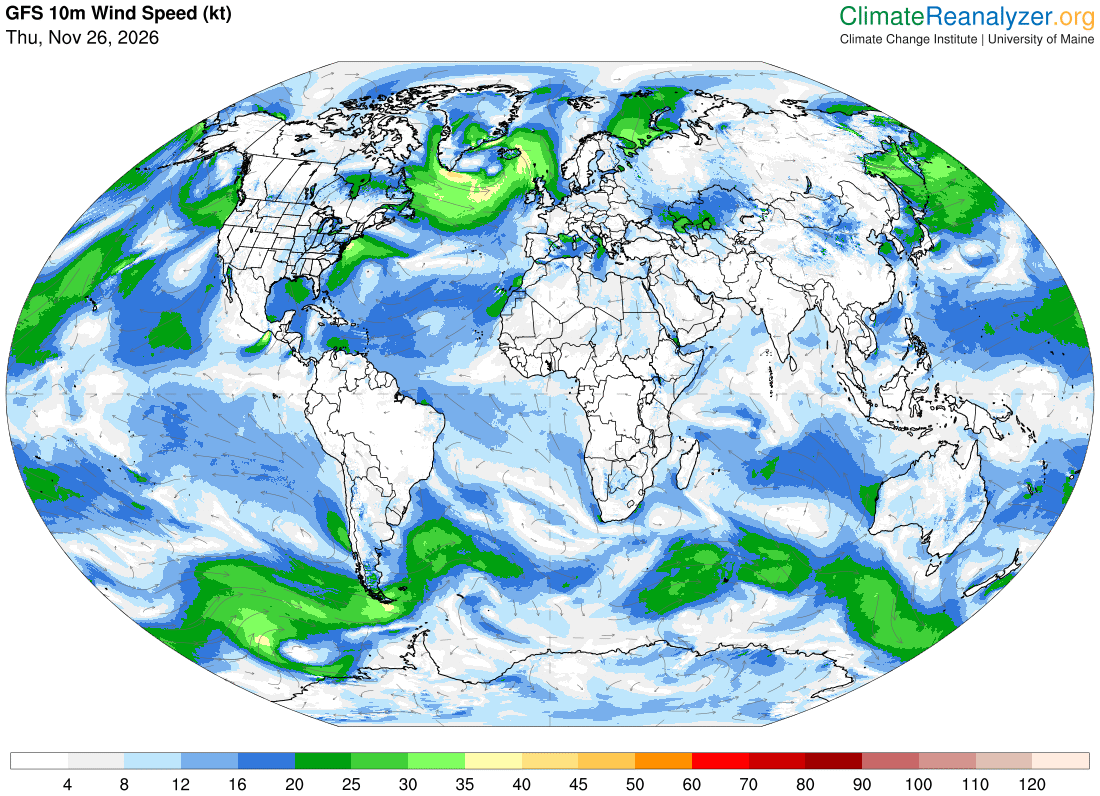 GFS 10m Wind Speed (kt)
Thu, Nov 26, 2026
ClimateReanalyzer.org
Climate Change Institute | University of Maine
4 8 12 16 20 25 30 35 40 45 50 60 70 80 90 100 110 120